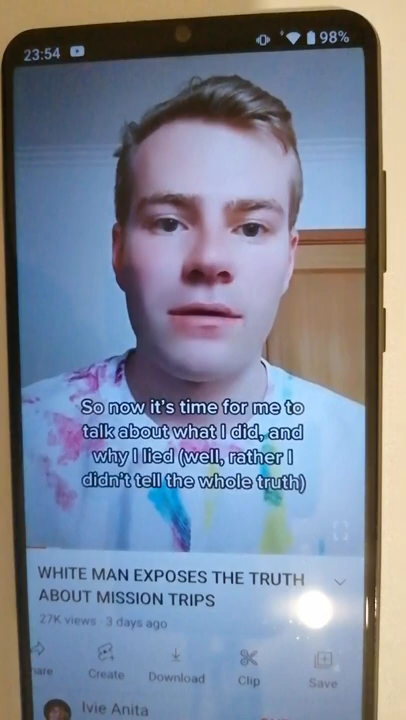 23:54
98%
So now it's time for me to
talk about what I did, and
why I lied (well, rather I
didn't tell the whole truth)
WHITE MAN EXPOSES THE TRUTH
ABOUT MISSION TRIPS
27K views · 3 days ago
hare Create Download Clip Save
Ivie Anita